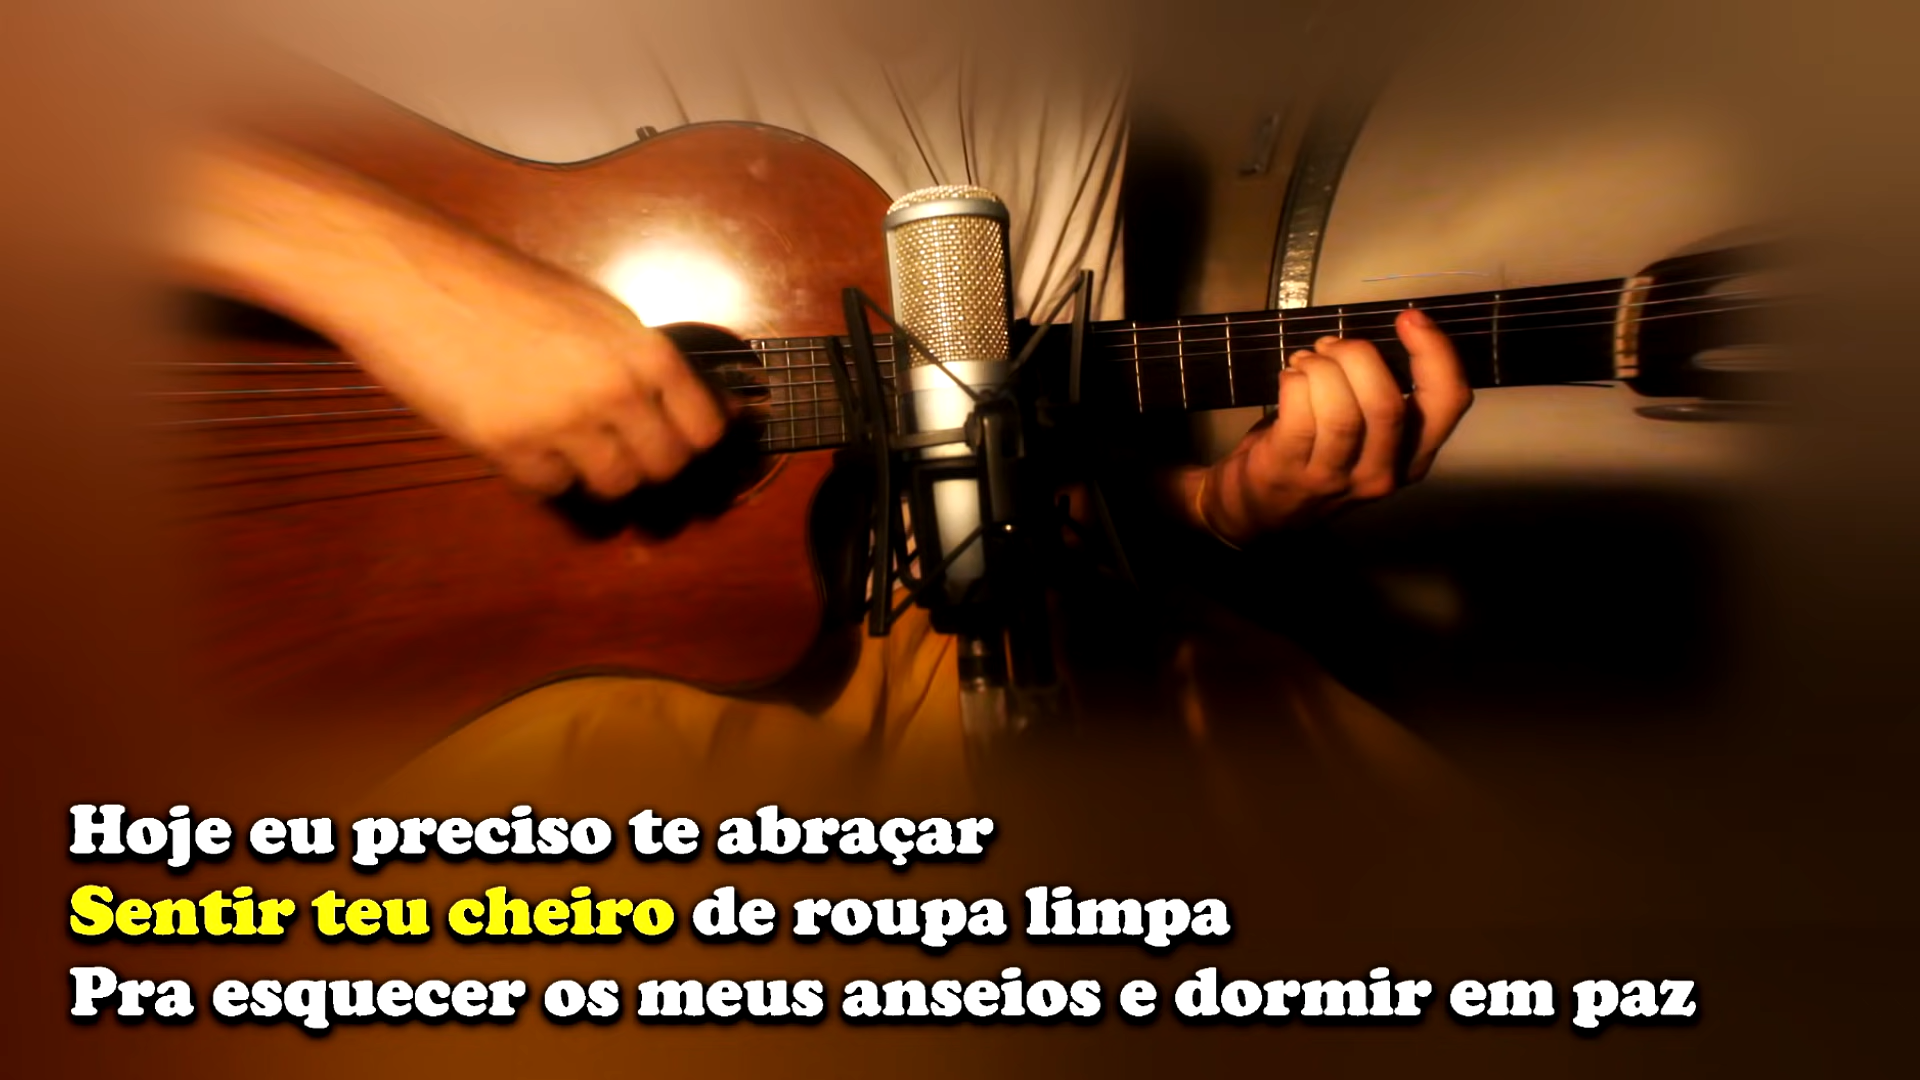 Hoje eu preciso te abraçar
Sentir teu cheiro de roupa limpa
Pra esquecer os meus anseios e dormir em paz